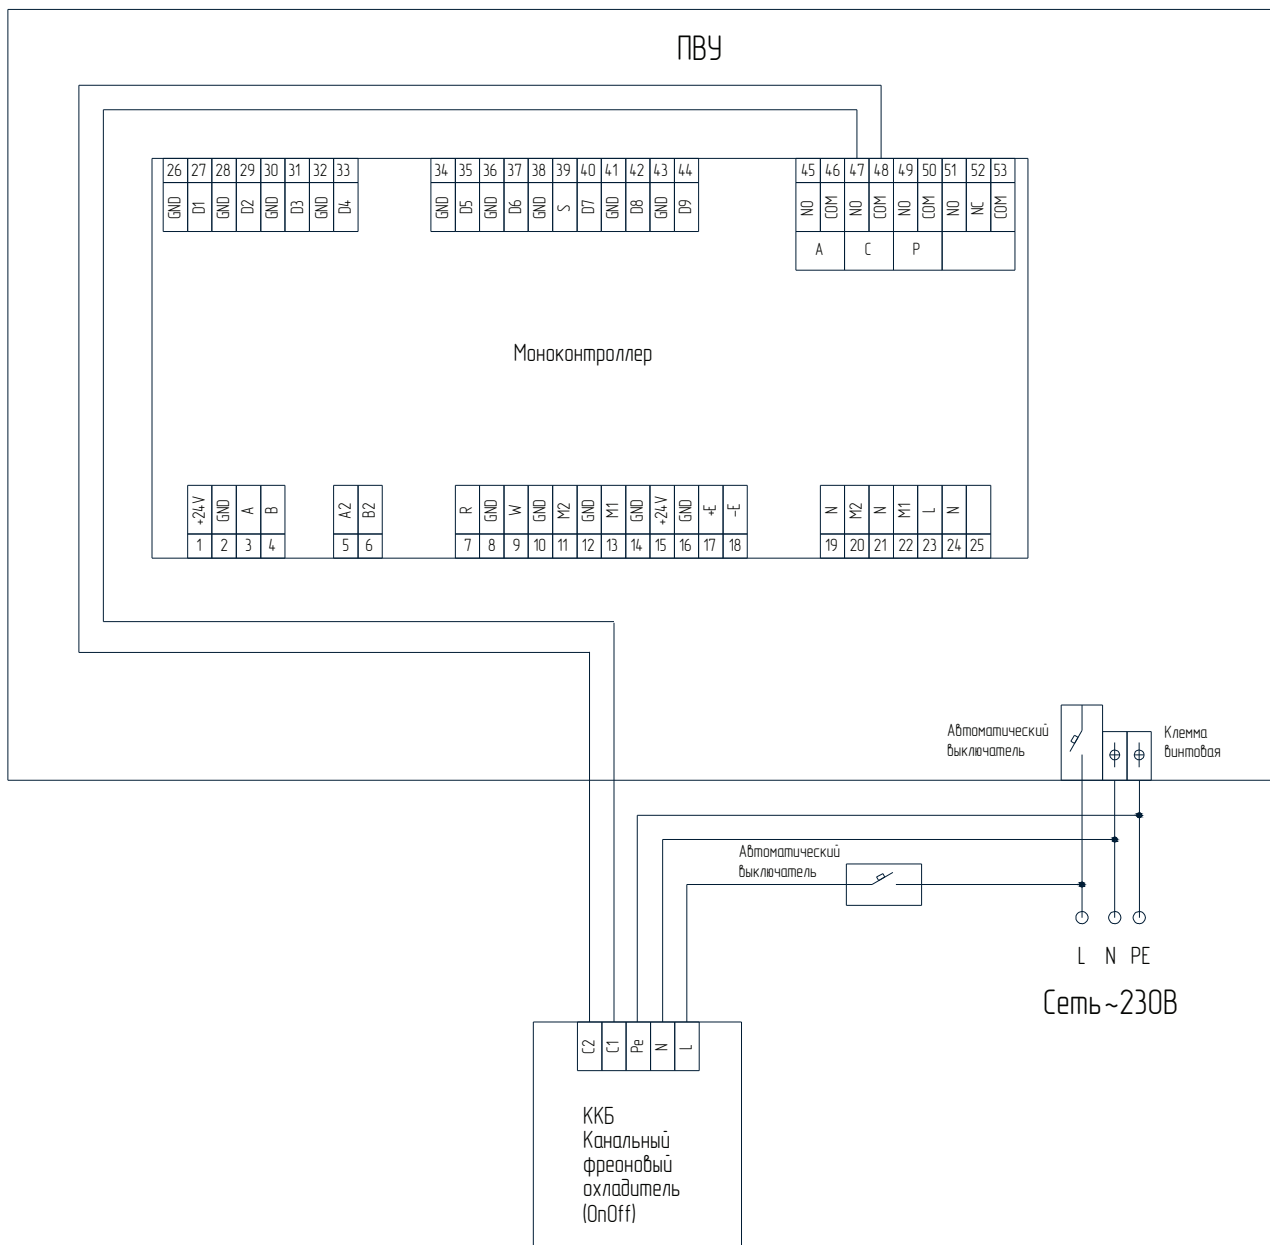 ПВУ
26 27 28 29 30 31 32 33 34 35 36 37 38 39 40 41 42 43 44 45 46 47 48 49 50 51 52 53
GND D1 GND D2 GND D3 GND D4 GND D5 GND D6 GND S D7 GND D8 GND D9 NO COM NO COM NO COM NO NC COM
A C P
Моноконтроллер
+24V GND A B A2 B2 R GND W GND M2 GND M1 GND +24V GND +E -E N M2 N M1 L N
1 2 3 4 5 6 7 8 9 10 11 12 13 14 15 16 17 18 19 20 21 22 23 24 25
Автоматический
выключатель
Клемма
винтовая
Автоматический
выключатель
L N PE
Сеть ~230В
C2 C1 Pe N L
ККБ
Канальный
фреоновый
охладитель
(OnOff)